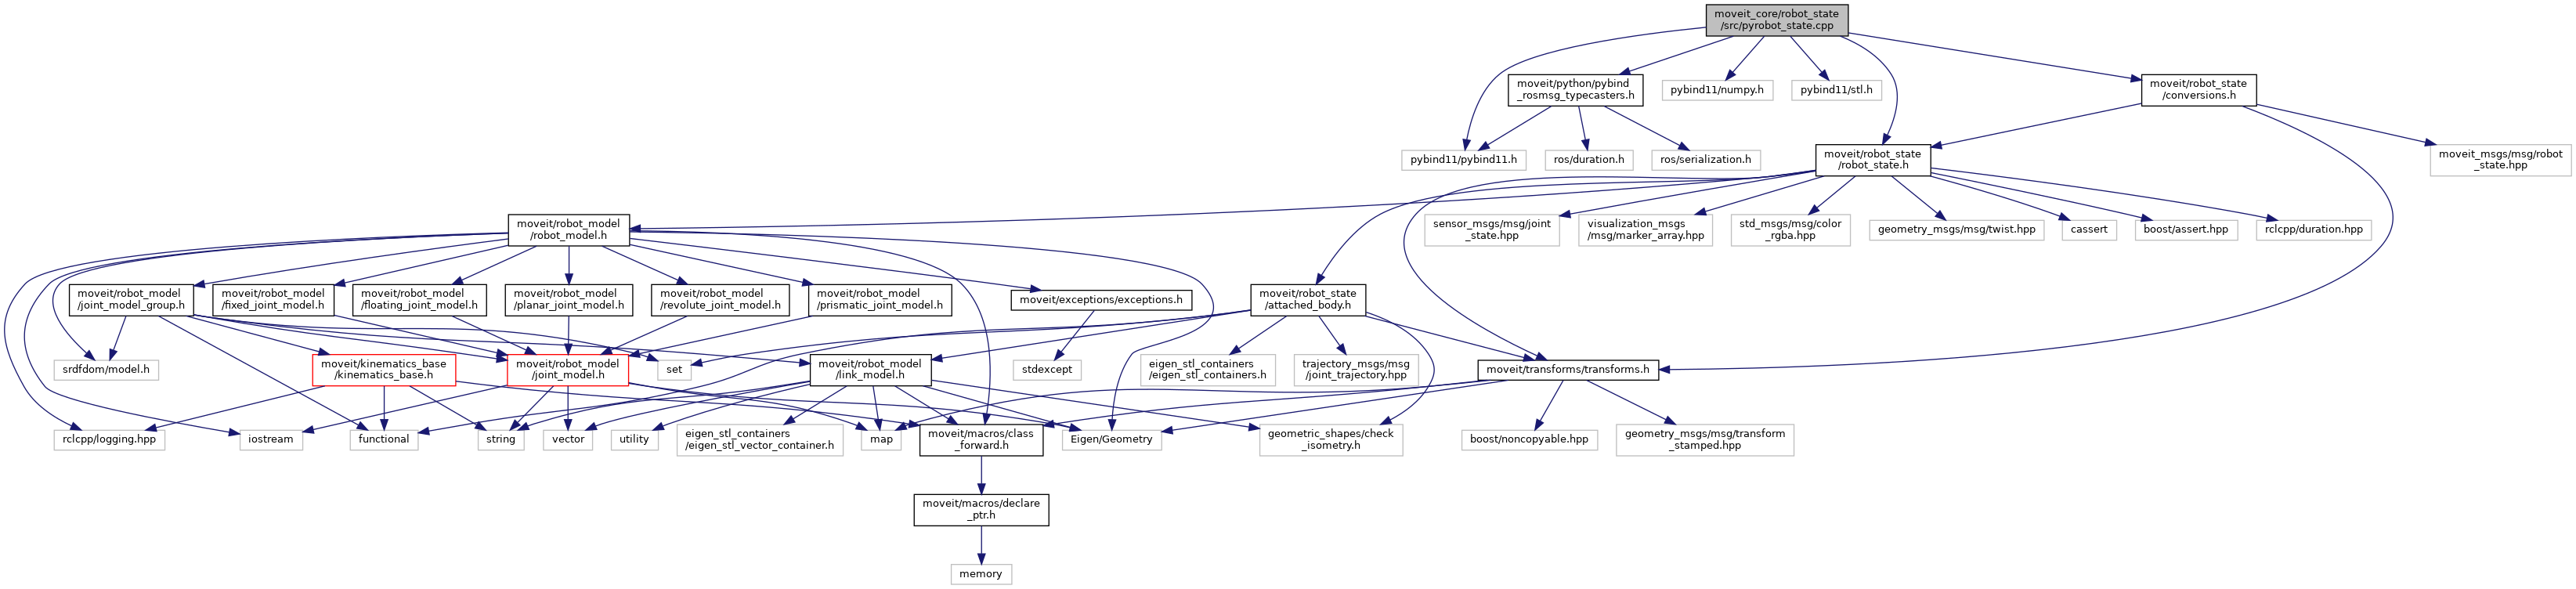 moveit_core/robot_state
/src/pyrobot_state.cpp
moveit/python/pybind
_rosmsg_typecasters.h
pybind11/numpy.h
pybind11/stl.h
moveit/robot_state
/conversions.h
pybind11/pybind11.h
ros/duration.h
ros/serialization.h
moveit/robot_state
/robot_state.h
moveit_msgs/msg/robot
_state.hpp
moveit/robot_model
/robot_model.h
sensor_msgs/msg/joint
_state.hpp
visualization_msgs
/msg/marker_array.hpp
std_msgs/msg/color
_rgba.hpp
geometry_msgs/msg/twist.hpp
cassert
boost/assert.hpp
rclcpp/duration.hpp
moveit/robot_model
/joint_model_group.h
moveit/robot_model
/fixed_joint_model.h
moveit/robot_model
/floating_joint_model.h
moveit/robot_model
/planar_joint_model.h
moveit/robot_model
/revolute_joint_model.h
moveit/robot_model
/prismatic_joint_model.h
moveit/exceptions/exceptions.h
moveit/robot_state
/attached_body.h
srdfdom/model.h
moveit/kinematics_base
/kinematics_base.h
moveit/robot_model
/joint_model.h
set
moveit/robot_model
/link_model.h
stdexcept
eigen_stl_containers
/eigen_stl_containers.h
trajectory_msgs/msg
/joint_trajectory.hpp
moveit/transforms/transforms.h
rclcpp/logging.hpp
iostream
functional
string
vector
utility
eigen_stl_containers
/eigen_stl_vector_container.h
map
moveit/macros/class
_forward.h
Eigen/Geometry
geometric_shapes/check
_isometry.h
boost/noncopyable.hpp
geometry_msgs/msg/transform
_stamped.hpp
moveit/macros/declare
_ptr.h
memory